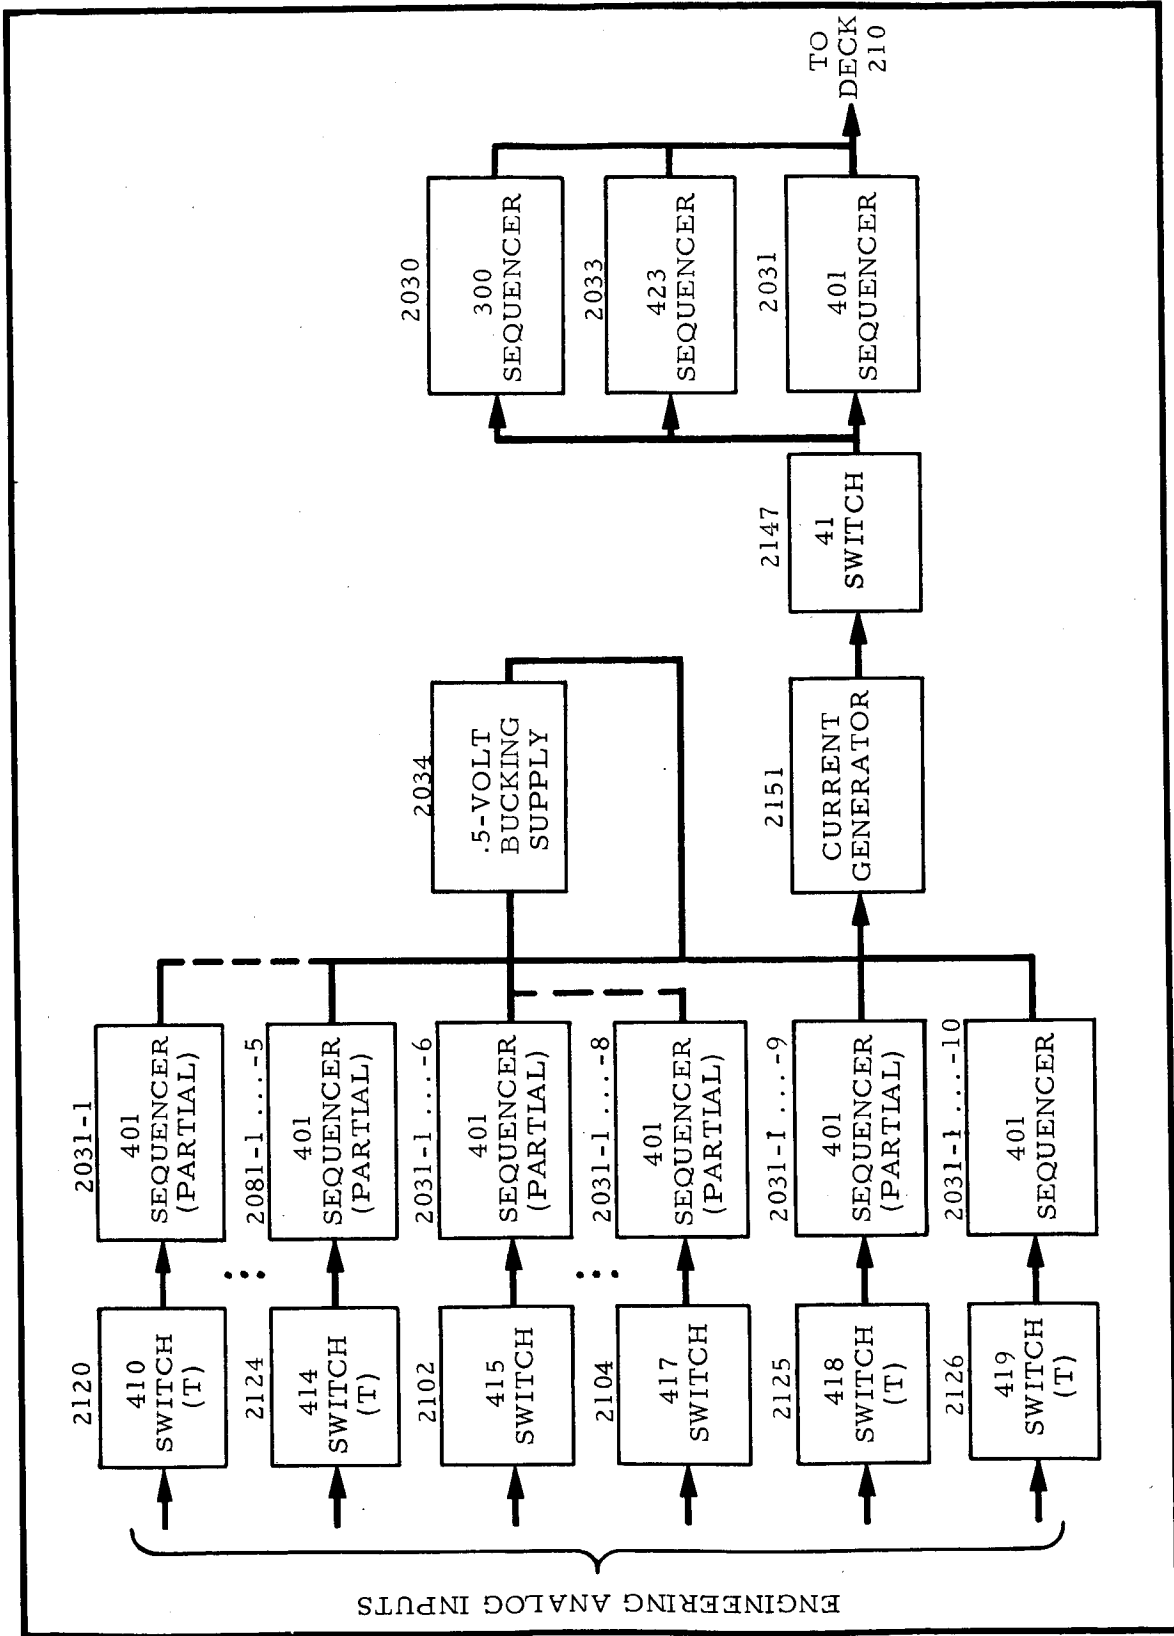 ENGINEERING ANALOG INPUTS
2120
410
SWITCH
(T)
2031-1
401
SEQUENCER
(PARTIAL)
...
2124
414
SWITCH
(T)
2081-1 ...-5
401
SEQUENCER
(PARTIAL)
2102
415
SWITCH
2031-1 ...-6
401
SEQUENCER
(PARTIAL)
...
2104
417
SWITCH
2031-1 ...-8
401
SEQUENCER
(PARTIAL)
2125
418
SWITCH
(T)
2031-1 ...-9
401
SEQUENCER
(PARTIAL)
2126
419
SWITCH
(T)
2031-1 ...-10
401
SEQUENCER
2034
.5-VOLT
BUCKING
SUPPLY
2151
CURRENT
GENERATOR
2147
41
SWITCH
2030
300
SEQUENCER
2033
423
SEQUENCER
2031
401
SEQUENCER
TO
DECK
210